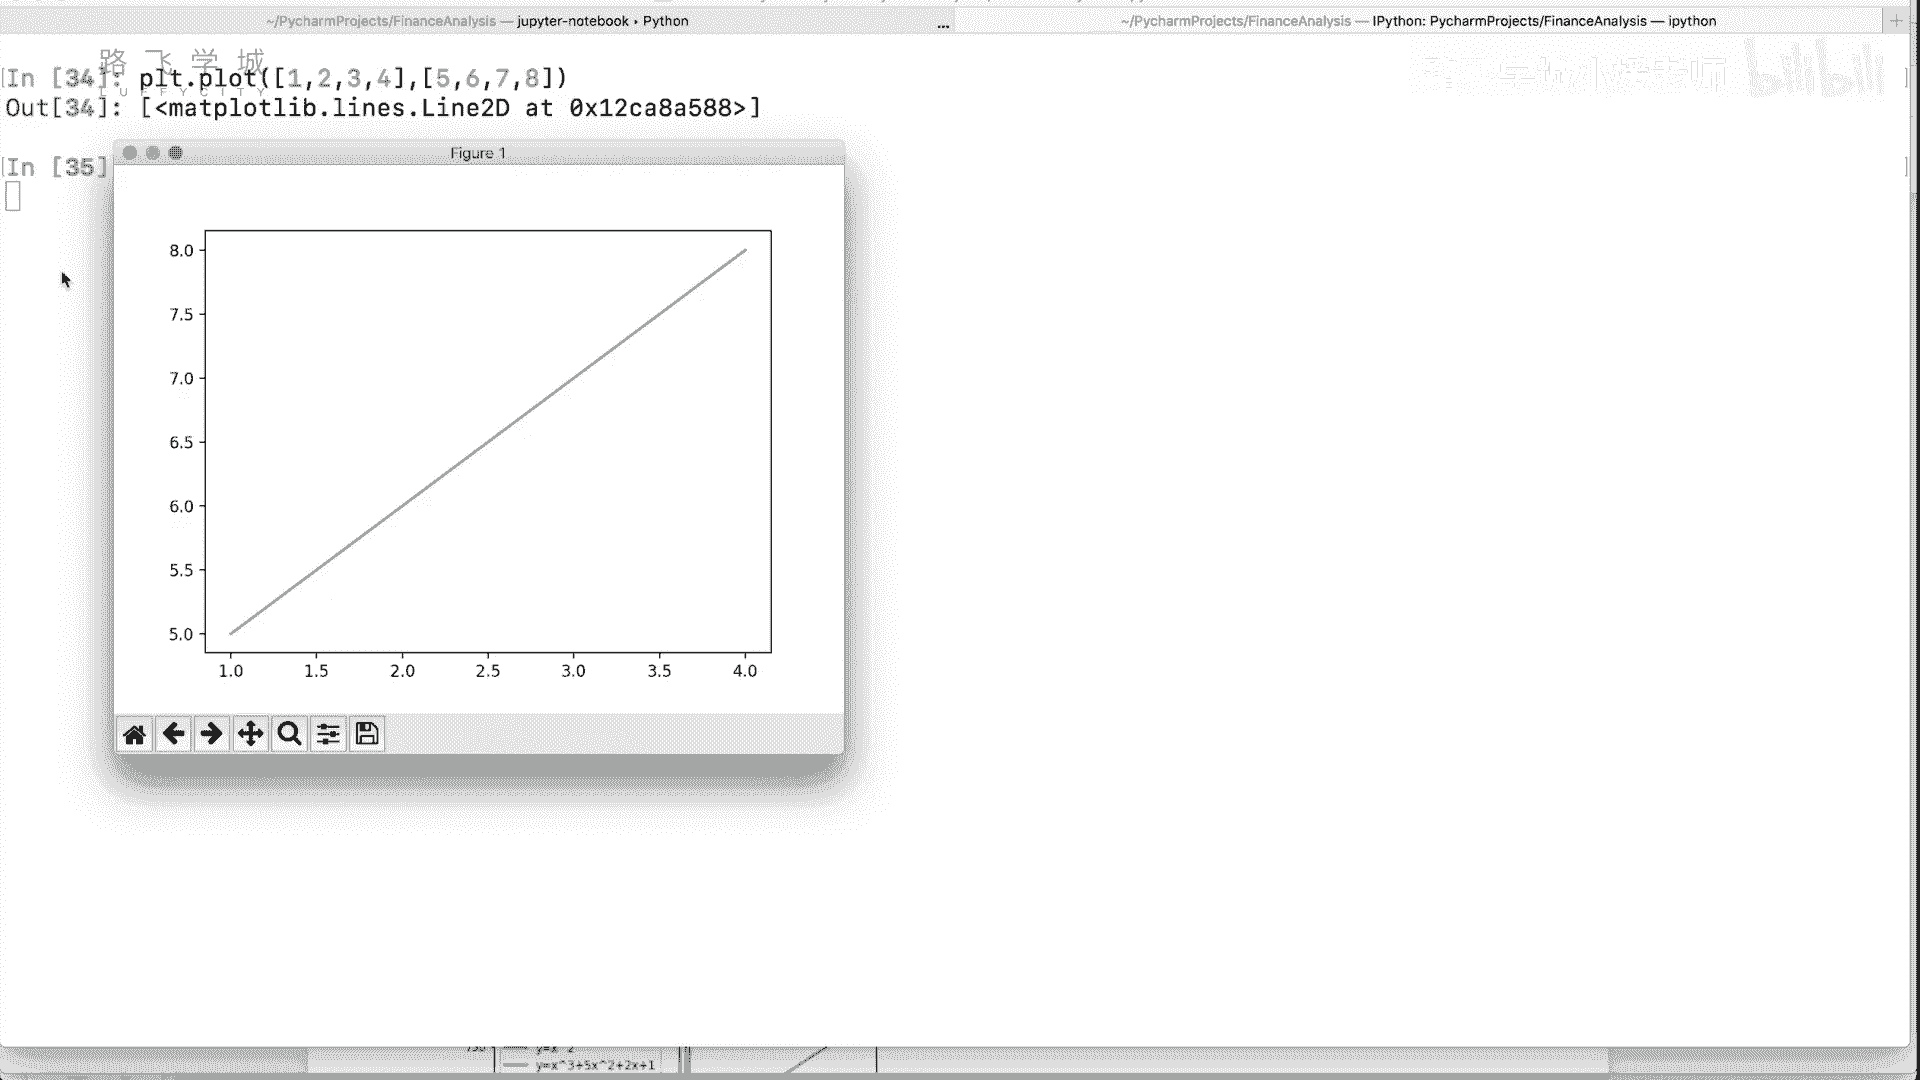 ~/PycharmProjects/FinanceAnalysis — jupyter-notebook • Python
...
~/PycharmProjects/FinanceAnalysis — IPython: PycharmProjects/FinanceAnalysis — ipython
+
路飞学城
LUFFYCITY
bilibili
In [34]: plt.plot([1,2,3,4],[5,6,7,8])
Out[34]: [<matplotlib.lines.Line2D at 0x12ca8a588>]
In [35]
Figure 1
8.0
7.5
7.0
6.5
6.0
5.5
5.0
1.0 1.5 2.0 2.5 3.0 3.5 4.0
y=x^3+5x^2+2x+1